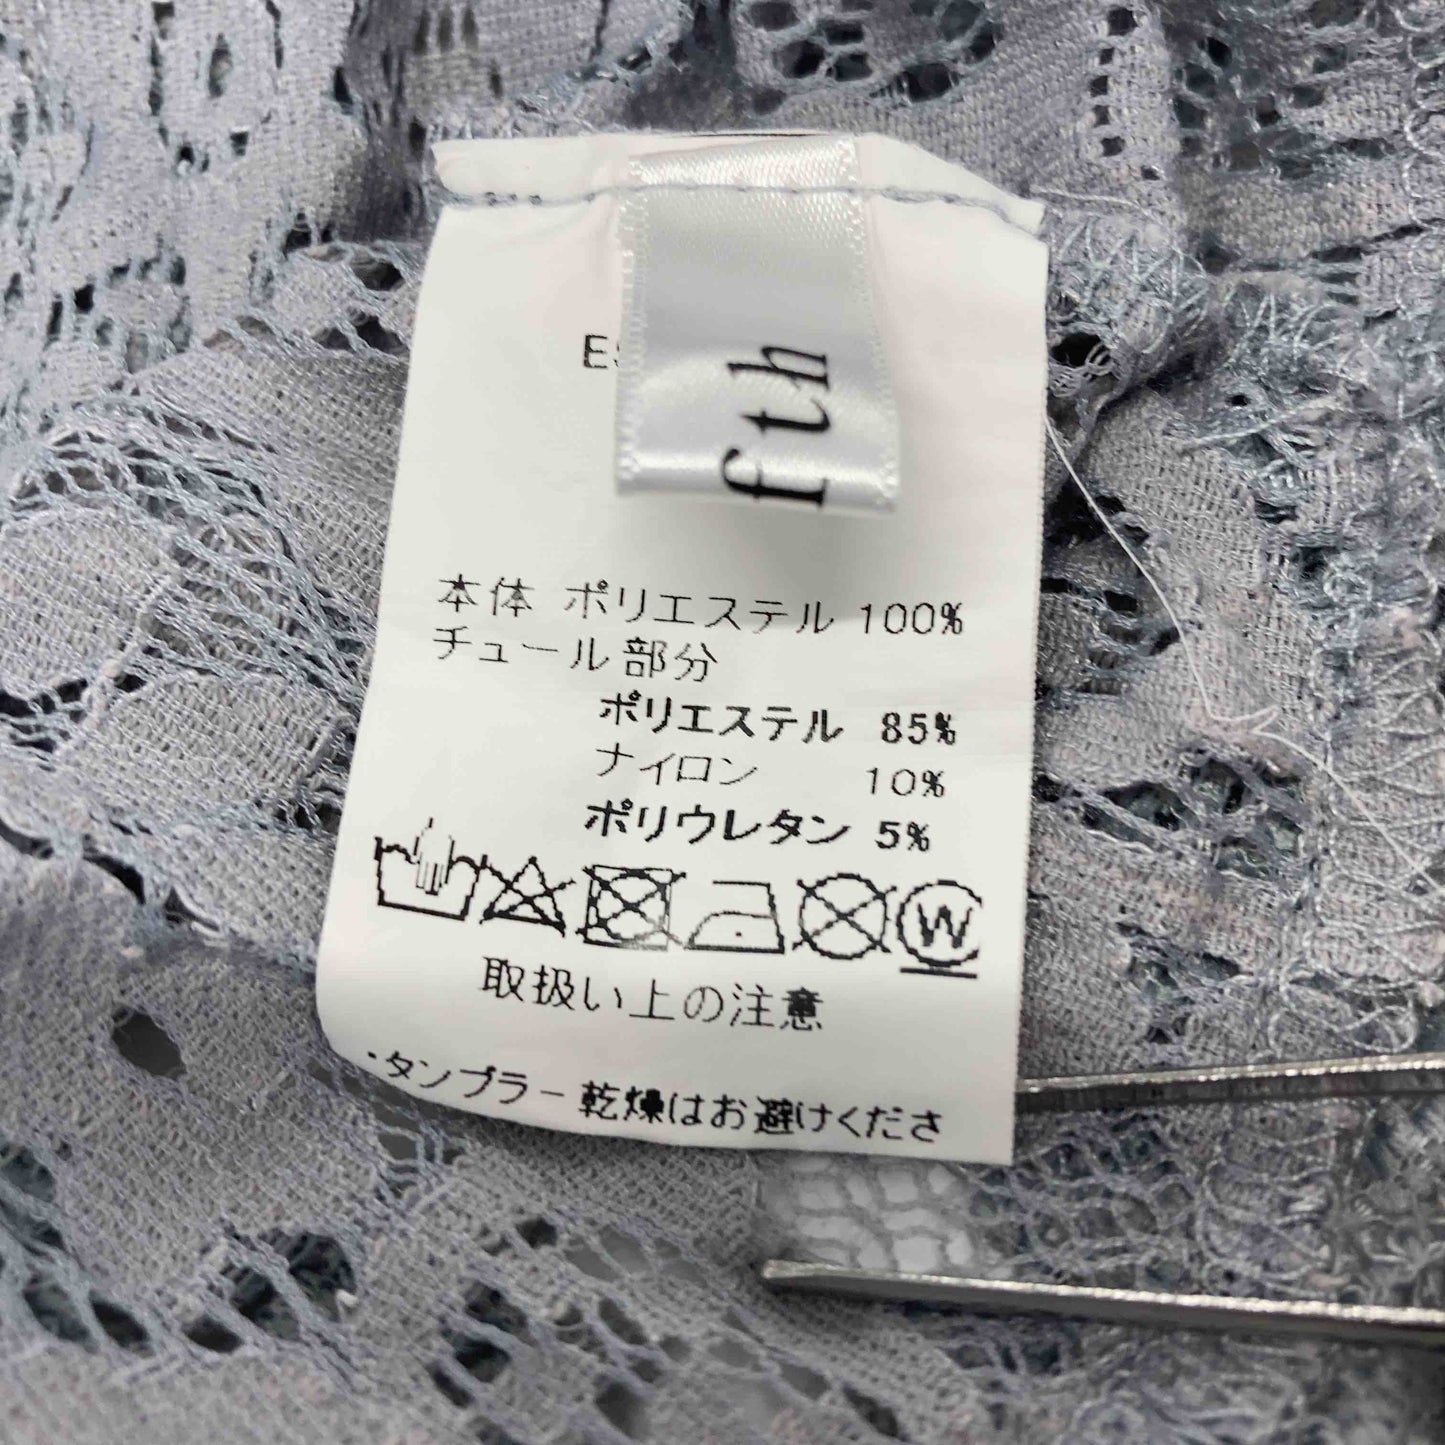 fth
本体 ポリエステル 100%
チュール部分
ポリエステル 85%
ナイロン 10%
ポリウレタン 5%
W
取扱い上の注意
・タンブラー乾燥はお避けくださ